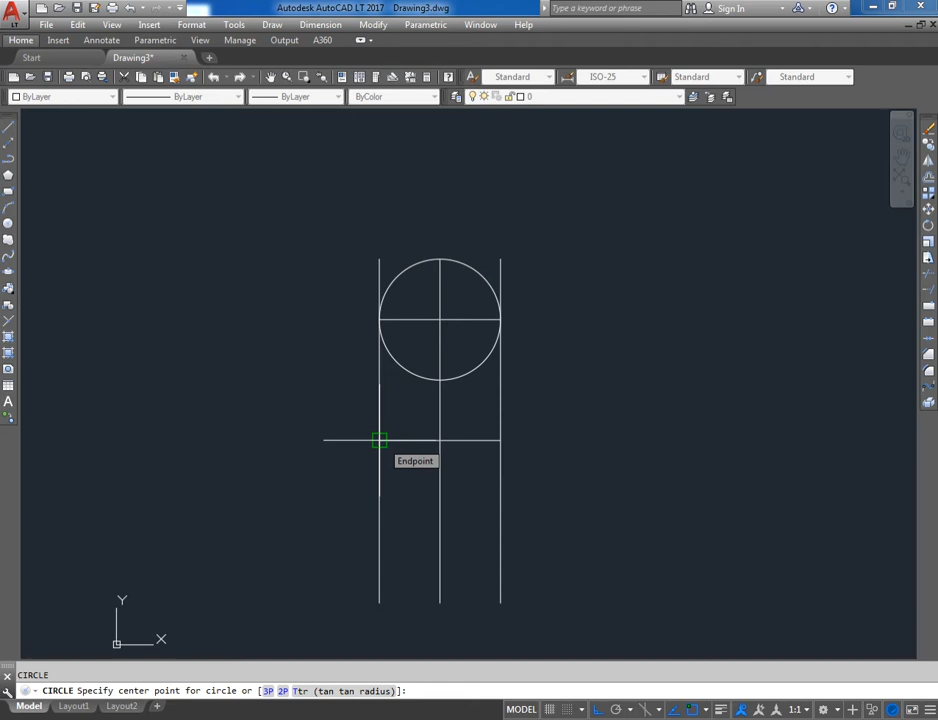 Autodesk AutoCAD LT 2017 Drawing3.dwg
Type a keyword or phrase
Sign In
LT
File Edit View Insert Format Tools Draw Dimension Modify Parametric Window Help
Home Insert Annotate Parametric View Manage Output A360
Start Drawing3*
Standard ISO-25 Standard Standard
ByLayer ByLayer ByLayer ByColor 0
Endpoint
Y
X
CIRCLE
CIRCLE Specify center point for circle or [3P 2P Ttr (tan tan radius)]:
Model Layout1 Layout2 MODEL 1:1